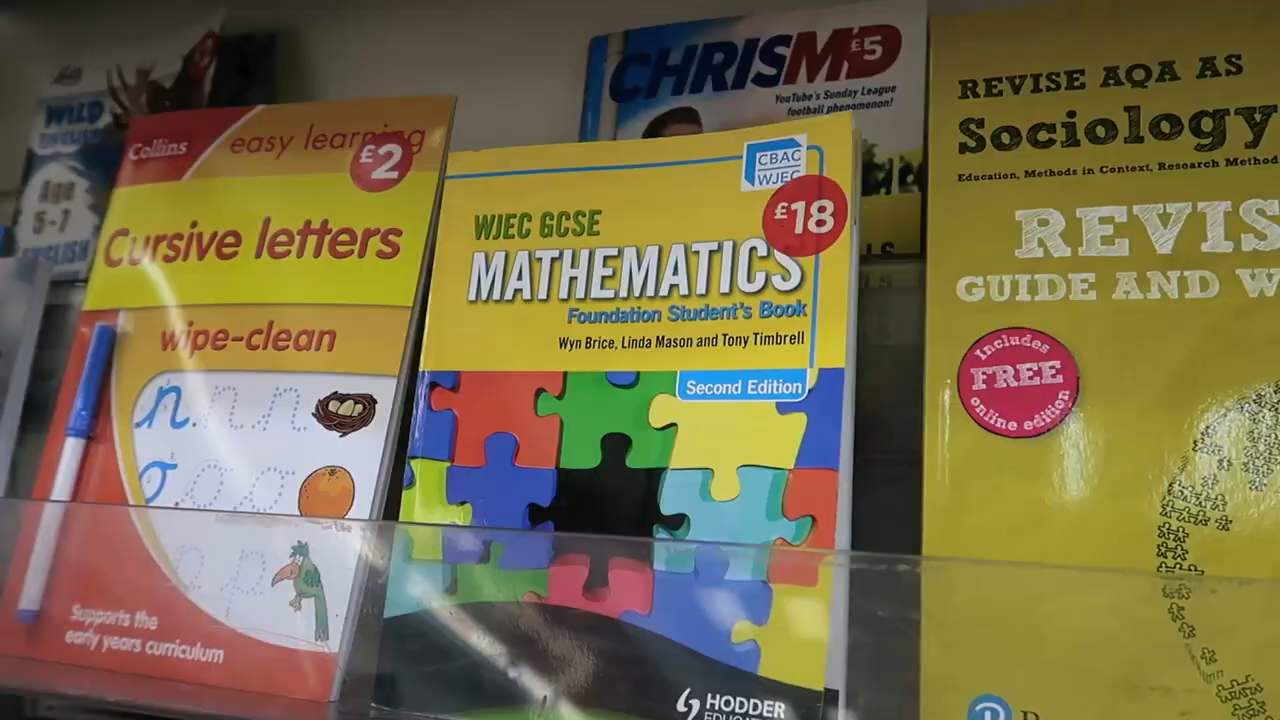 WILD
ENGLISH
Age
5-7
ENGLISH
Collins
easy learning
£2
Cursive letters
wipe-clean
n n n n
Supports the
early years curriculum
CHRISMD
£5
YouTube's Sunday League
football phenomenon!
CBAC
WJEC
£18
WJEC GCSE
MATHEMATICS
Foundation Student's Book
Wyn Brice, Linda Mason and Tony Timbrell
Second Edition
HODDER
REVISE AQA AS
Sociology
Education, Methods in Context, Research Method
REVIS
GUIDE AND W
Includes
FREE
online edition